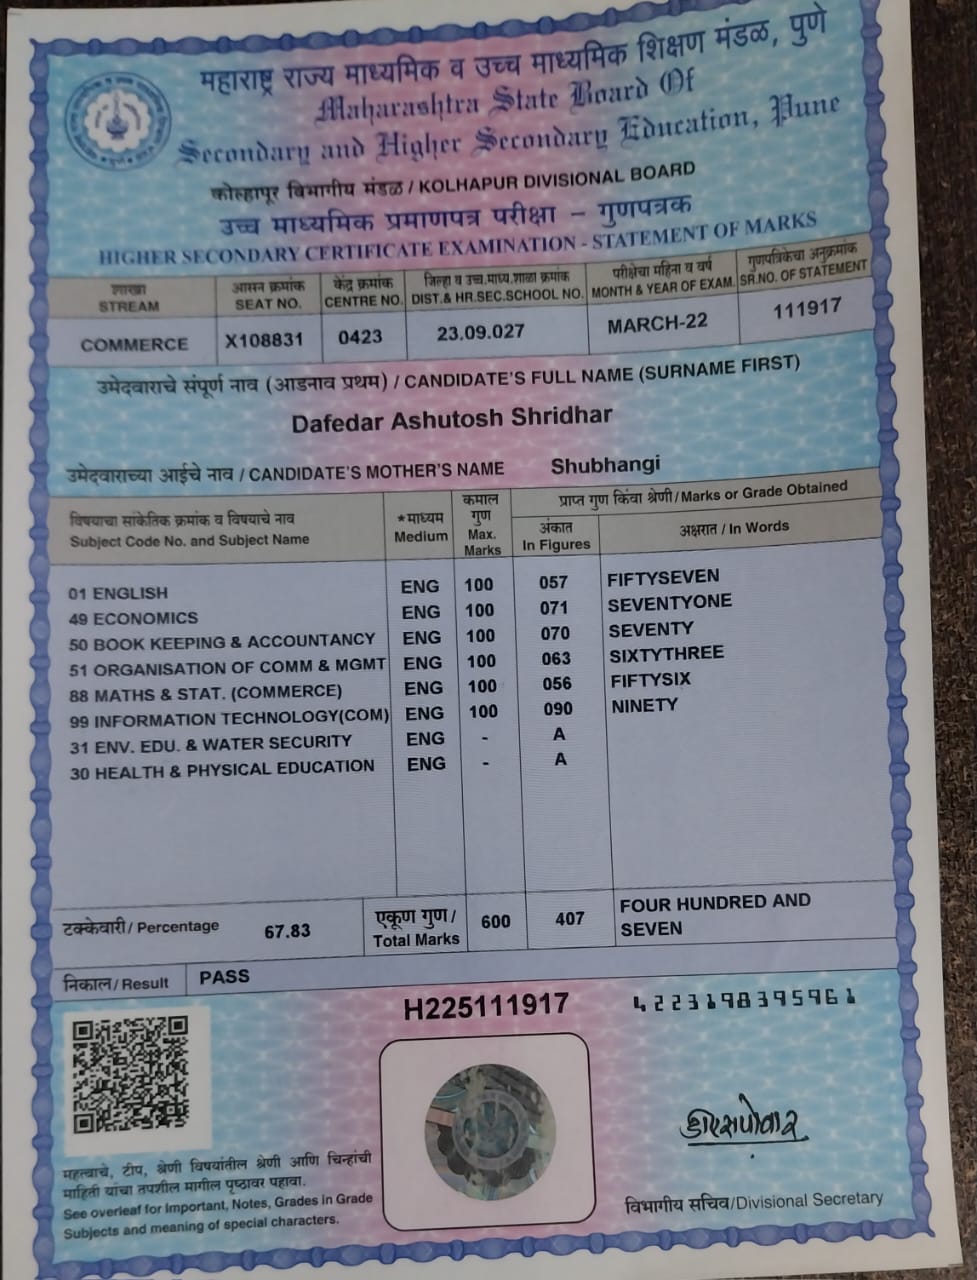 महाराष्ट्र राज्य माध्यमिक व उच्च माध्यमिक शिक्षण मंडळ, पुणे
Maharashtra State Board Of
Secondary and Higher Secondary Education, Pune
कोल्हापूर विभागीय मंडळ / KOLHAPUR DIVISIONAL BOARD
उच्च माध्यमिक प्रमाणपत्र परीक्षा – गुणपत्रक
HIGHER SECONDARY CERTIFICATE EXAMINATION - STATEMENT OF MARKS
शाखा आसन क्रमांक केंद्र क्रमांक जिल्हा व उच्च.माध्य.शाळा क्रमांक परीक्षेचा महिना व वर्ष गुणपत्रिकेचा अनुक्रमांक
STREAM SEAT NO. CENTRE NO. DIST.& HR.SEC.SCHOOL NO. MONTH & YEAR OF EXAM. SR.NO. OF STATEMENT
COMMERCE X108831 0423 23.09.027 MARCH-22 111917
उमेदवाराचे संपूर्ण नाव (आडनाव प्रथम) / CANDIDATE'S FULL NAME (SURNAME FIRST)
Dafedar Ashutosh Shridhar
उमेदवाराच्या आईचे नाव / CANDIDATE'S MOTHER'S NAME Shubhangi
विषयाचा सांकेतिक क्रमांक व विषयाचे नाव
Subject Code No. and Subject Name
*माध्यम
Medium
कमाल
गुण
Max.
Marks
प्राप्त गुण किंवा श्रेणी / Marks or Grade Obtained
अंकात
In Figures
अक्षरात / In Words
01 ENGLISH ENG 100 057 FIFTYSEVEN
49 ECONOMICS ENG 100 071 SEVENTYONE
50 BOOK KEEPING & ACCOUNTANCY ENG 100 070 SEVENTY
51 ORGANISATION OF COMM & MGMT ENG 100 063 SIXTYTHREE
88 MATHS & STAT. (COMMERCE) ENG 100 056 FIFTYSIX
99 INFORMATION TECHNOLOGY(COM) ENG 100 090 NINETY
31 ENV. EDU. & WATER SECURITY ENG - A
30 HEALTH & PHYSICAL EDUCATION ENG - A
टक्केवारी / Percentage 67.83
एकूण गुण /
Total Marks
600 407
FOUR HUNDRED AND
SEVEN
निकाल / Result PASS
H225111917 4223198395961
महत्वाचे, टीप, श्रेणी विषयांतील श्रेणी आणि चिन्हांची
माहिती यांचा तपशील मागील पृष्ठावर पहावा.
See overleaf for Important, Notes, Grades in Grade
Subjects and meaning of special characters.
विभागीय सचिव/Divisional Secretary